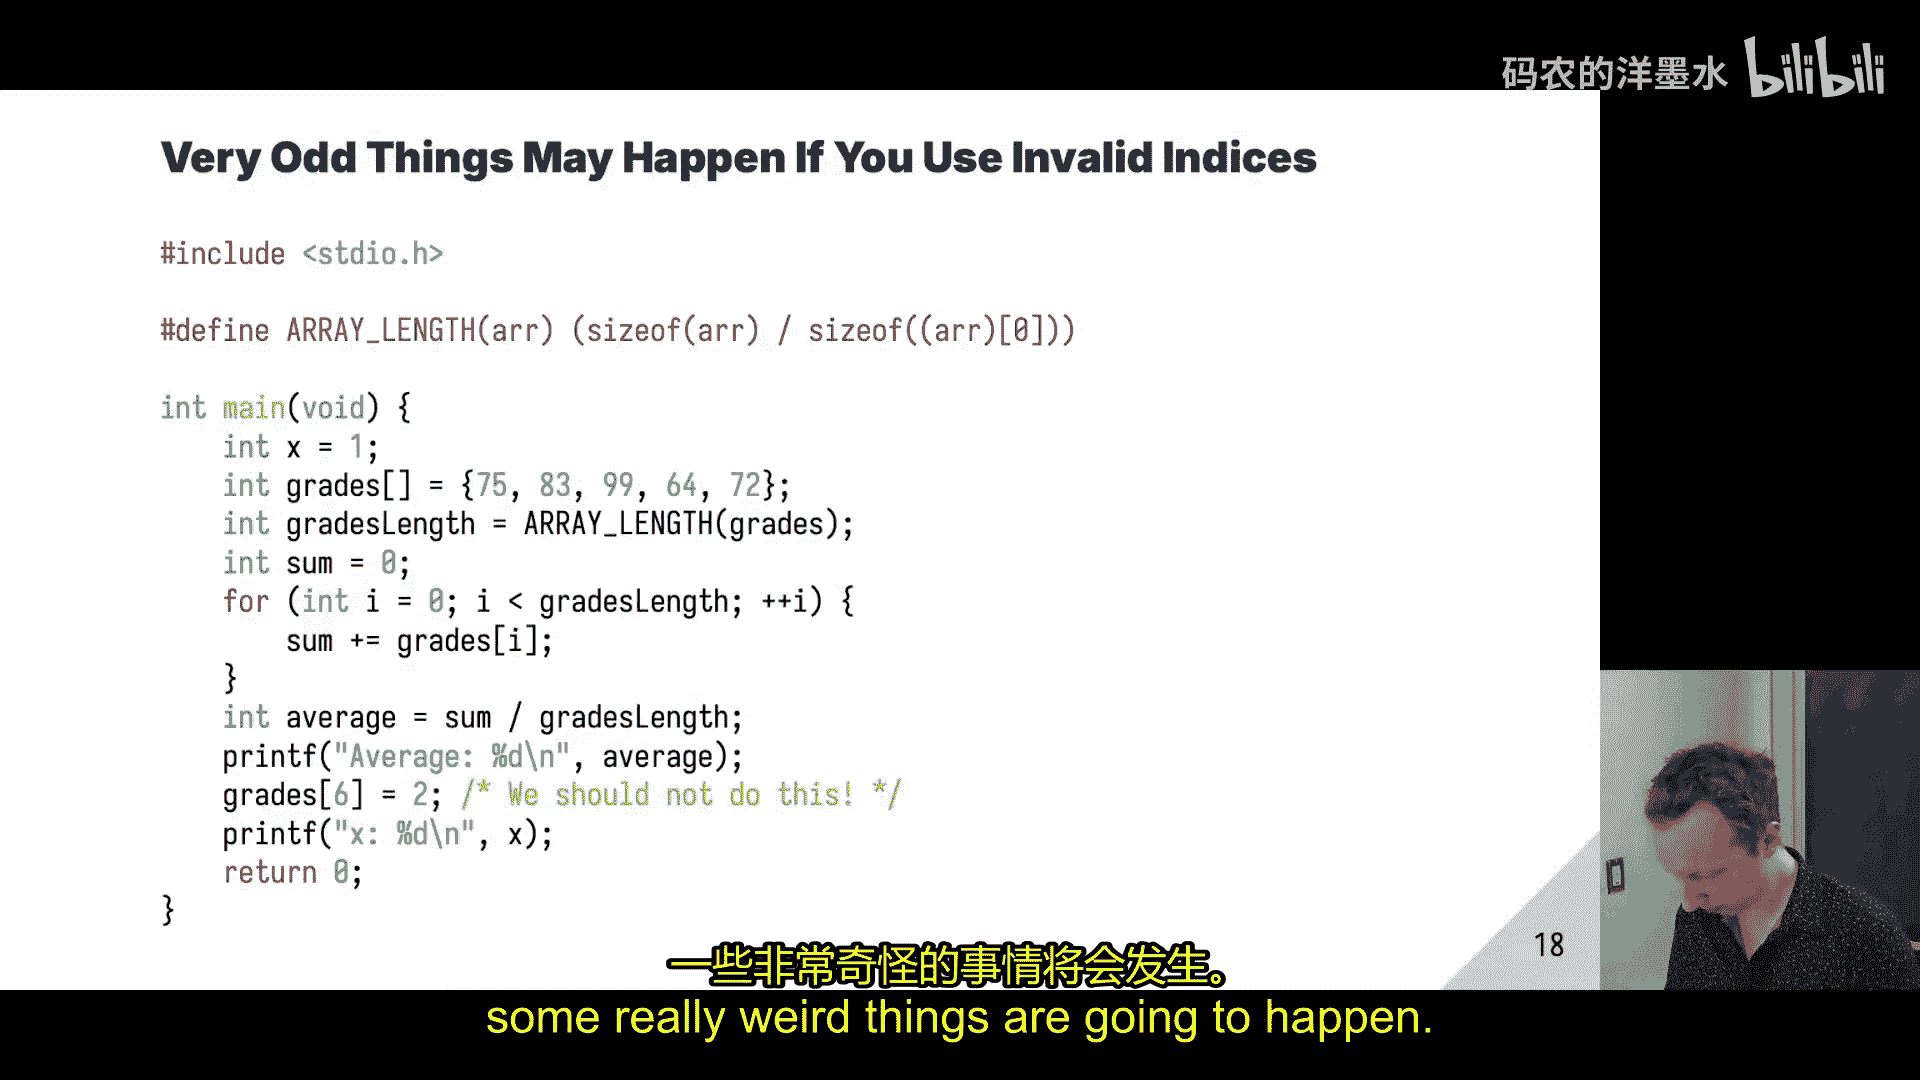 码农的洋墨水 bilibili
Very Odd Things May Happen If You Use Invalid Indices
#include <stdio.h>
#define ARRAY_LENGTH(arr) (sizeof(arr) / sizeof((arr)[0]))
int main(void) {
    int x = 1;
    int grades[] = {75, 83, 99, 64, 72};
    int gradesLength = ARRAY_LENGTH(grades);
    int sum = 0;
    for (int i = 0; i < gradesLength; ++i) {
        sum += grades[i];
    }
    int average = sum / gradesLength;
    printf("Average: %d\n", average);
    grades[6] = 2; /* We should not do this! */
    printf("x: %d\n", x);
    return 0;
}
18
一些非常奇怪的事情将会发生。
some really weird things are going to happen.